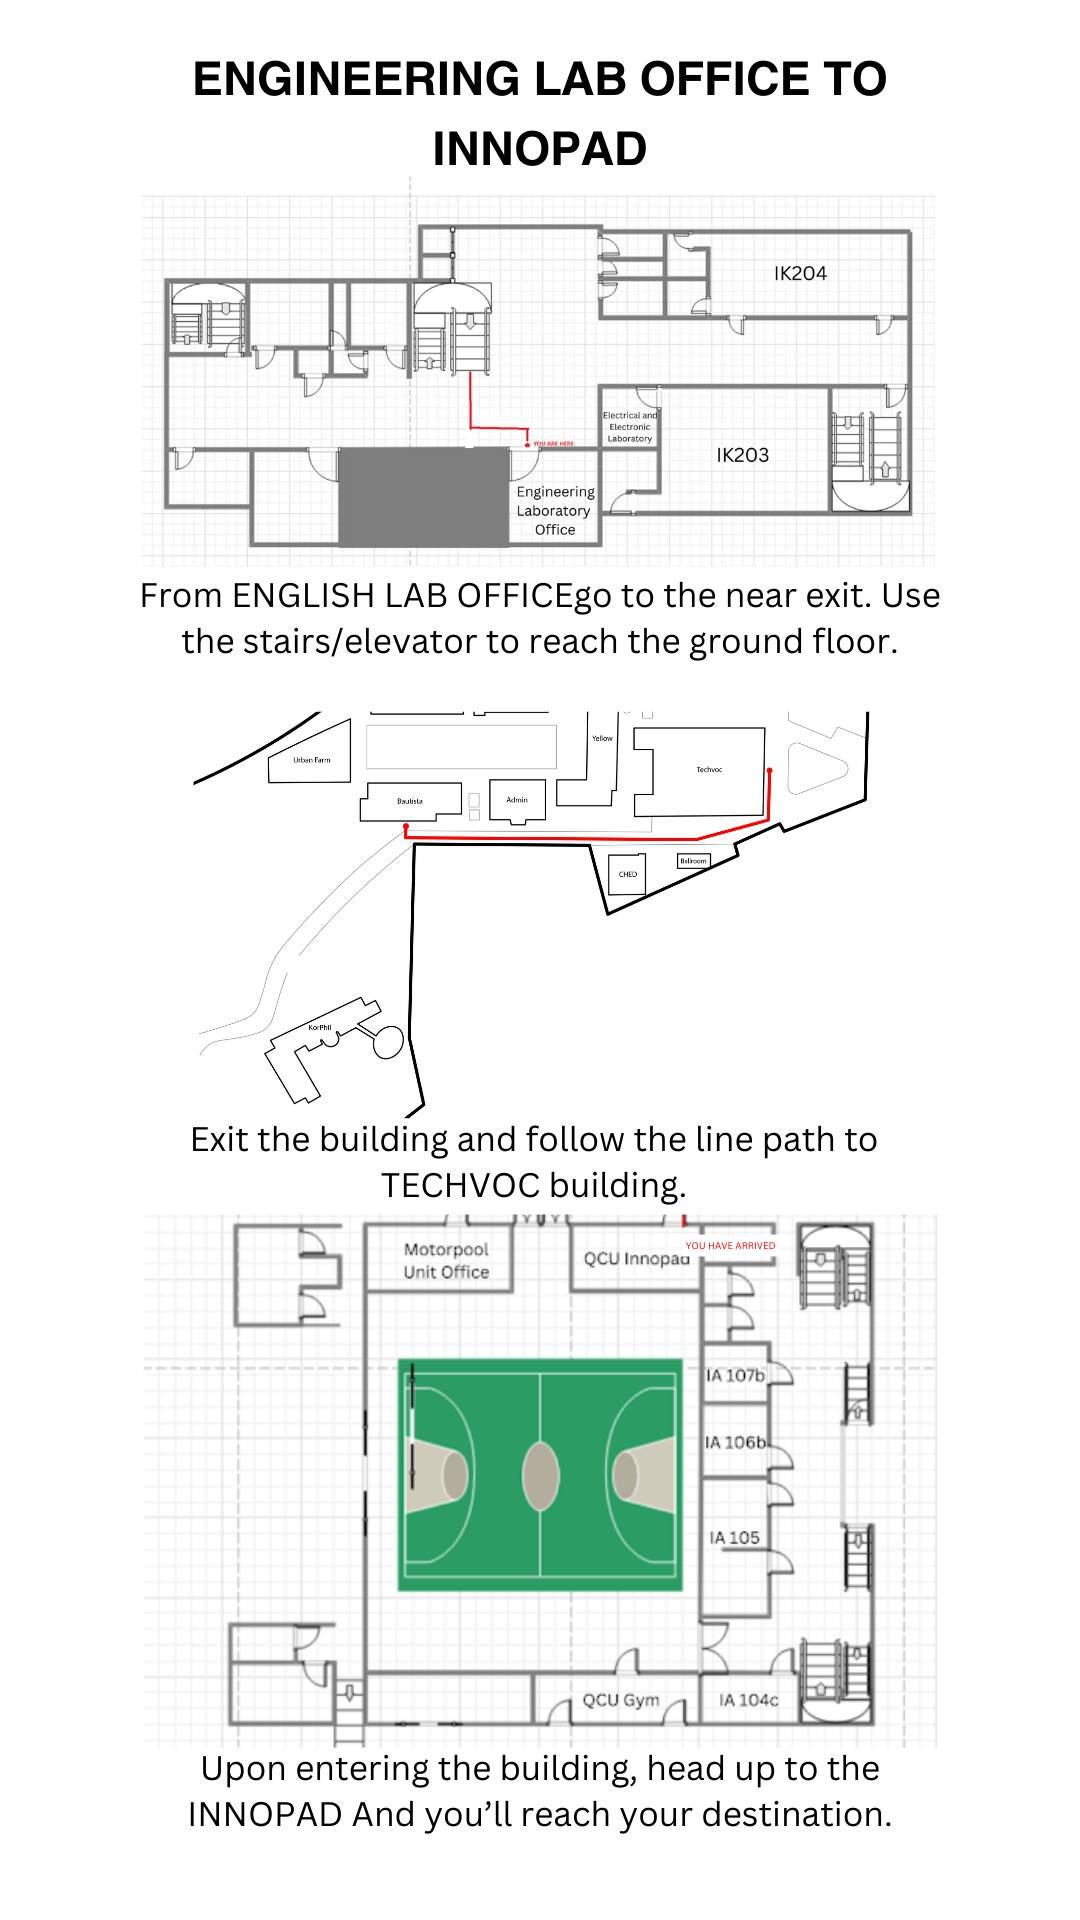 ENGINEERING LAB OFFICE TO
INNOPAD
IK204
Electrical and
Electronic
Laboratory
YOU ARE HERE
IK203
Engineering
Laboratory
Office
From ENGLISH LAB OFFICEgo to the near exit. Use
the stairs/elevator to reach the ground floor.
Yellow
Urban Farm
Techvoc
Bautista
Admin
Ballroom
CHED
KorPhil
Exit the building and follow the line path to
TECHVOC building.
Motorpool
Unit Office
QCU Innopad
YOU HAVE ARRIVED
IA 107b
IA 106b
IA 105
QCU Gym
IA 104c
Upon entering the building, head up to the
INNOPAD And you’ll reach your destination.